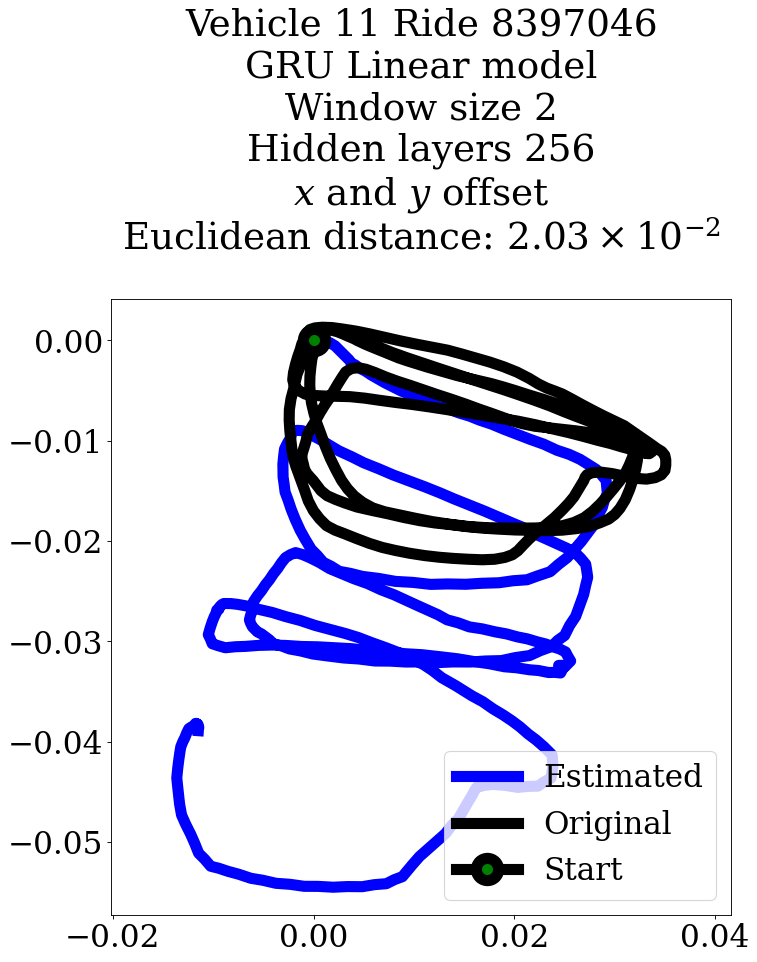 Vehicle 11 Ride 8397046
GRU Linear model
Window size 2
Hidden layers 256
x and y offset
Euclidean distance: 2.03 × 10⁻²
0.00
−0.01
−0.02
−0.03
−0.04
−0.05
Estimated
Original
Start
−0.02 0.00 0.02 0.04